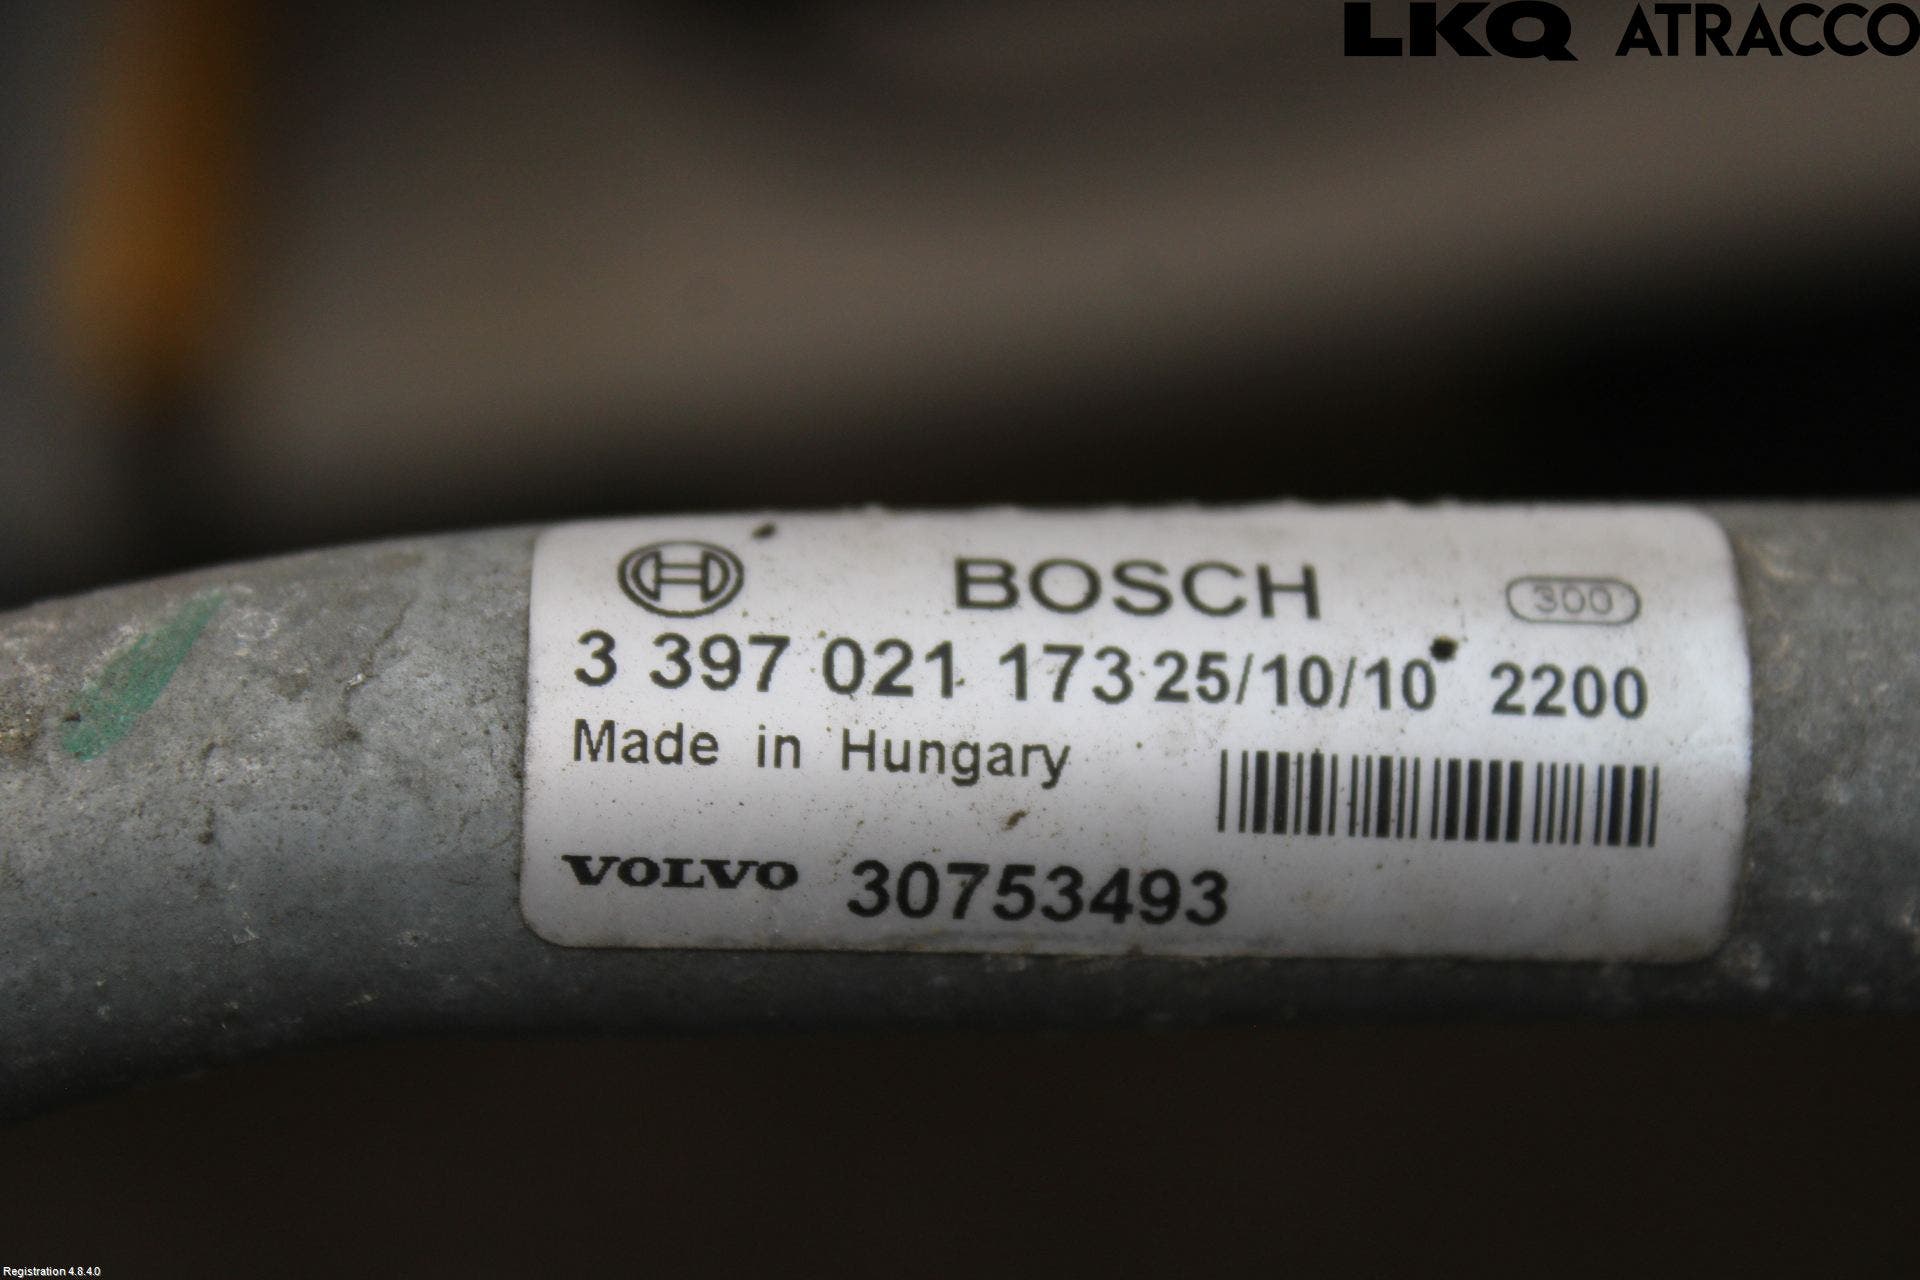 LKQ ATRACCO
BOSCH 300
3 397 021 173 25/10/10 2200
Made in Hungary
VOLVO 30753493
Registration 4.8.4.0